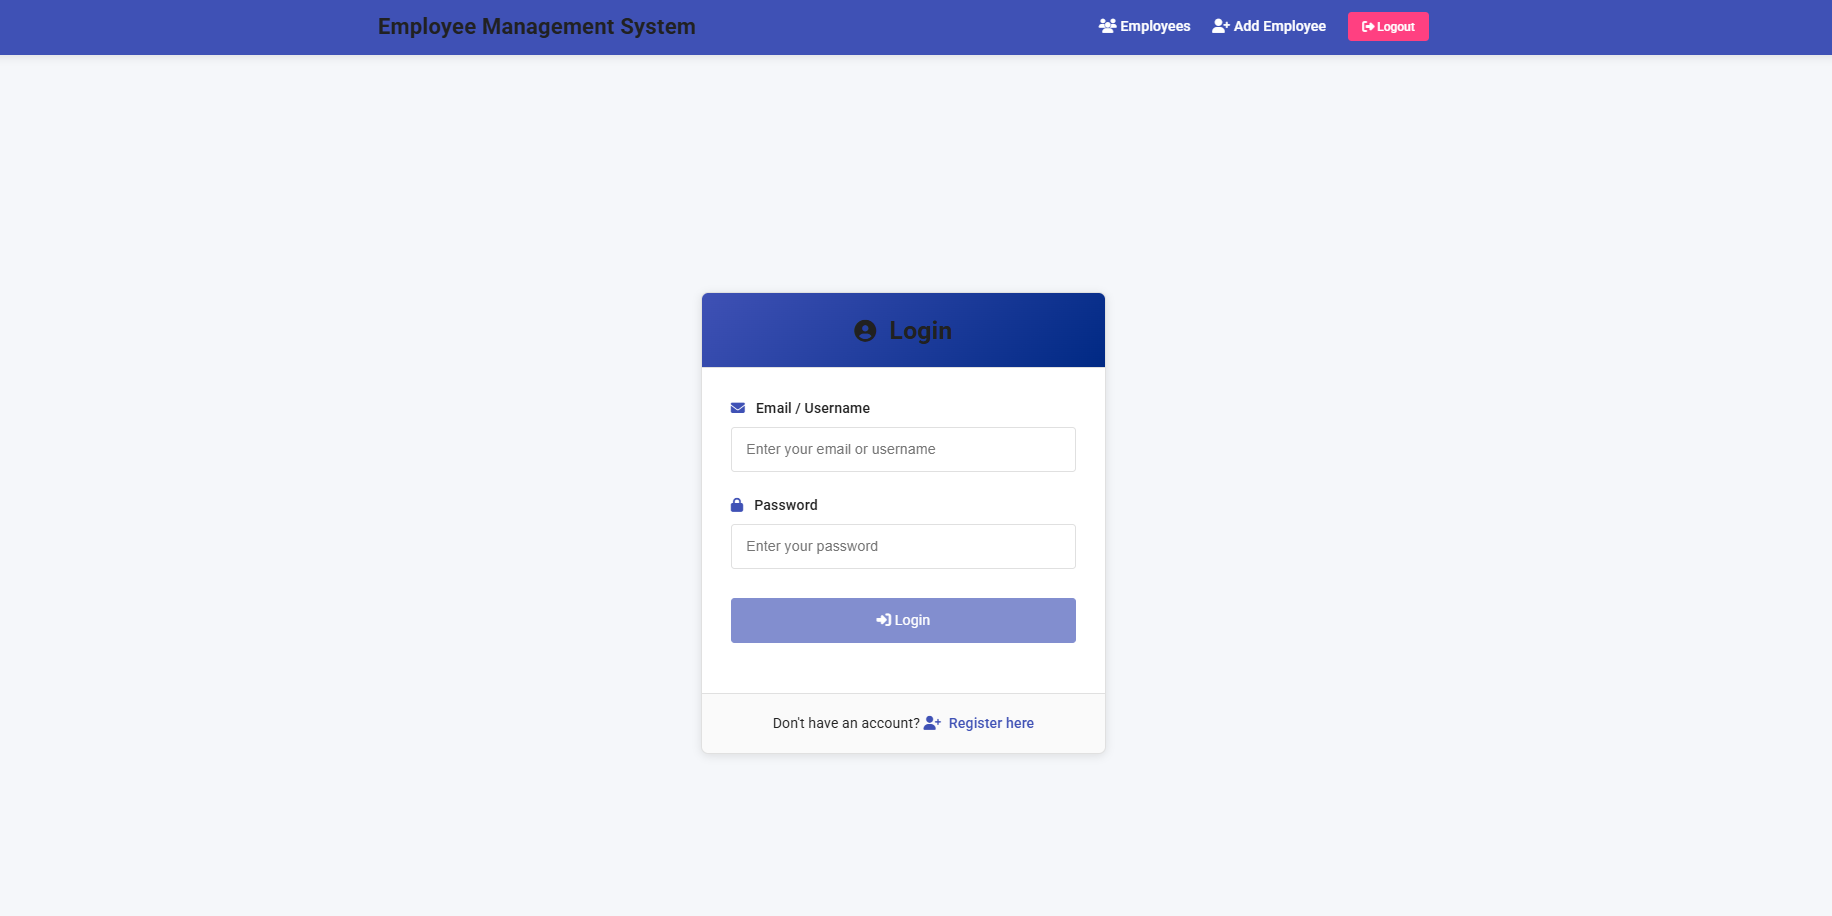 Employee Management System
Employees
Add Employee
Logout
Login
Email / Username
Enter your email or username
Password
Enter your password
Login
Don't have an account? Register here